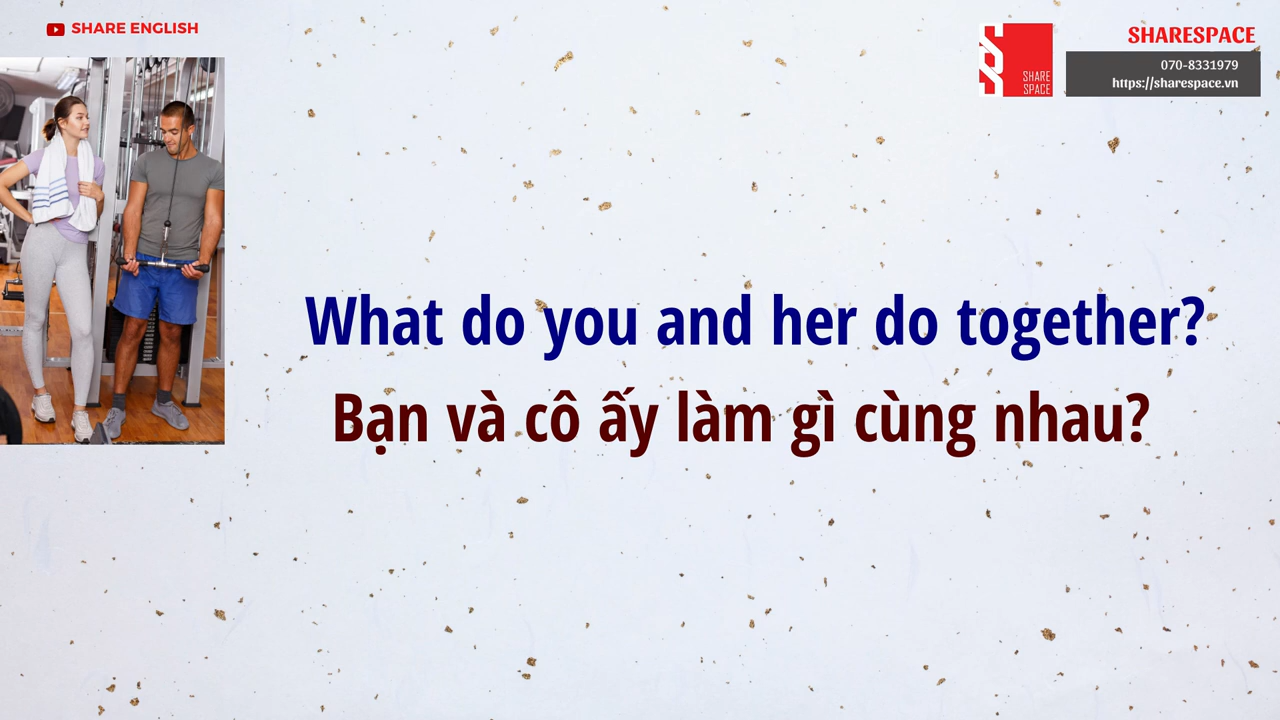 SHARE ENGLISH
SHARE
SPACE
SHARESPACE
070-8331979
https://sharespace.vn
What do you and her do together?
Bạn và cô ấy làm gì cùng nhau?